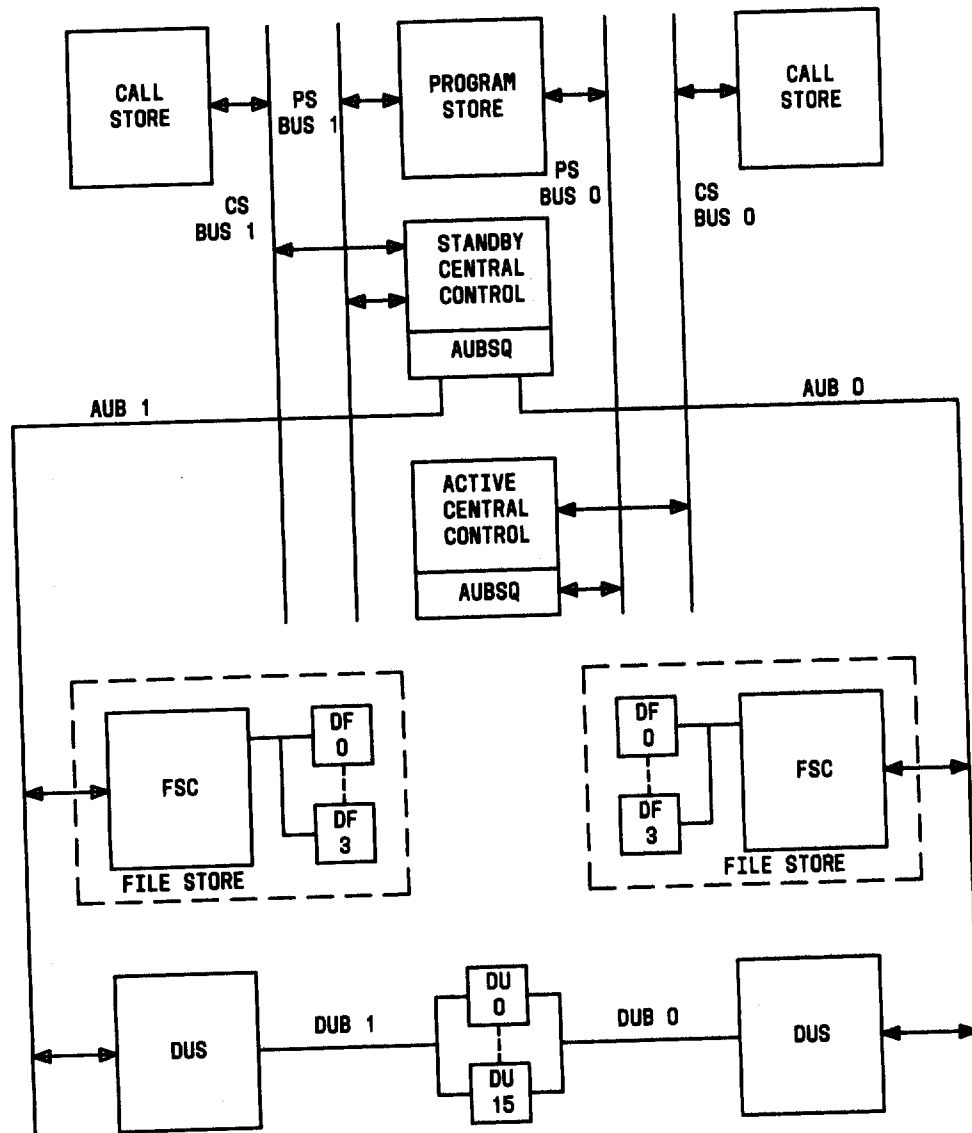 CALL
STORE
PS
BUS 1
PROGRAM
STORE
CALL
STORE
PS
BUS 0
CS
BUS 1
CS
BUS 0
STANDBY
CENTRAL
CONTROL
AUBSQ
AUB 1
AUB 0
ACTIVE
CENTRAL
CONTROL
AUBSQ
FSC
DF
0
DF
3
FILE STORE
DF
0
DF
3
FSC
FILE STORE
DUS
DUB 1
DU
0
DU
15
DUB 0
DUS